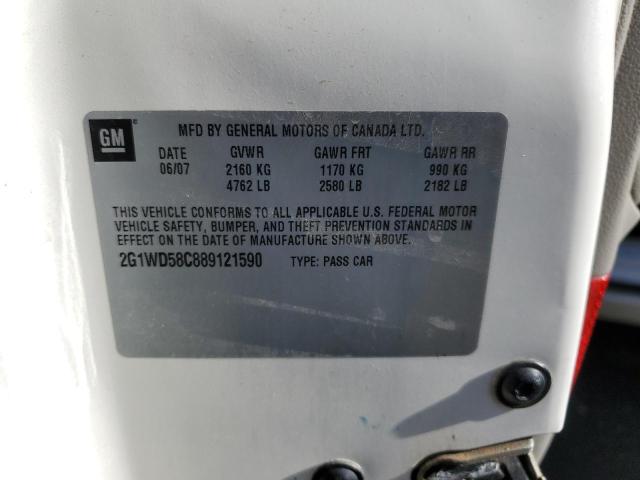 GM
MFD BY GENERAL MOTORS OF CANADA LTD.
DATE GVWR GAWR FRT GAWR RR
06/07 2160 KG 1170 KG 990 KG
4762 LB 2580 LB 2182 LB
THIS VEHICLE CONFORMS TO ALL APPLICABLE U.S. FEDERAL MOTOR
VEHICLE SAFETY, BUMPER, AND THEFT PREVENTION STANDARDS IN
EFFECT ON THE DATE OF MANUFACTURE SHOWN ABOVE.
2G1WD58C889121590 TYPE: PASS CAR